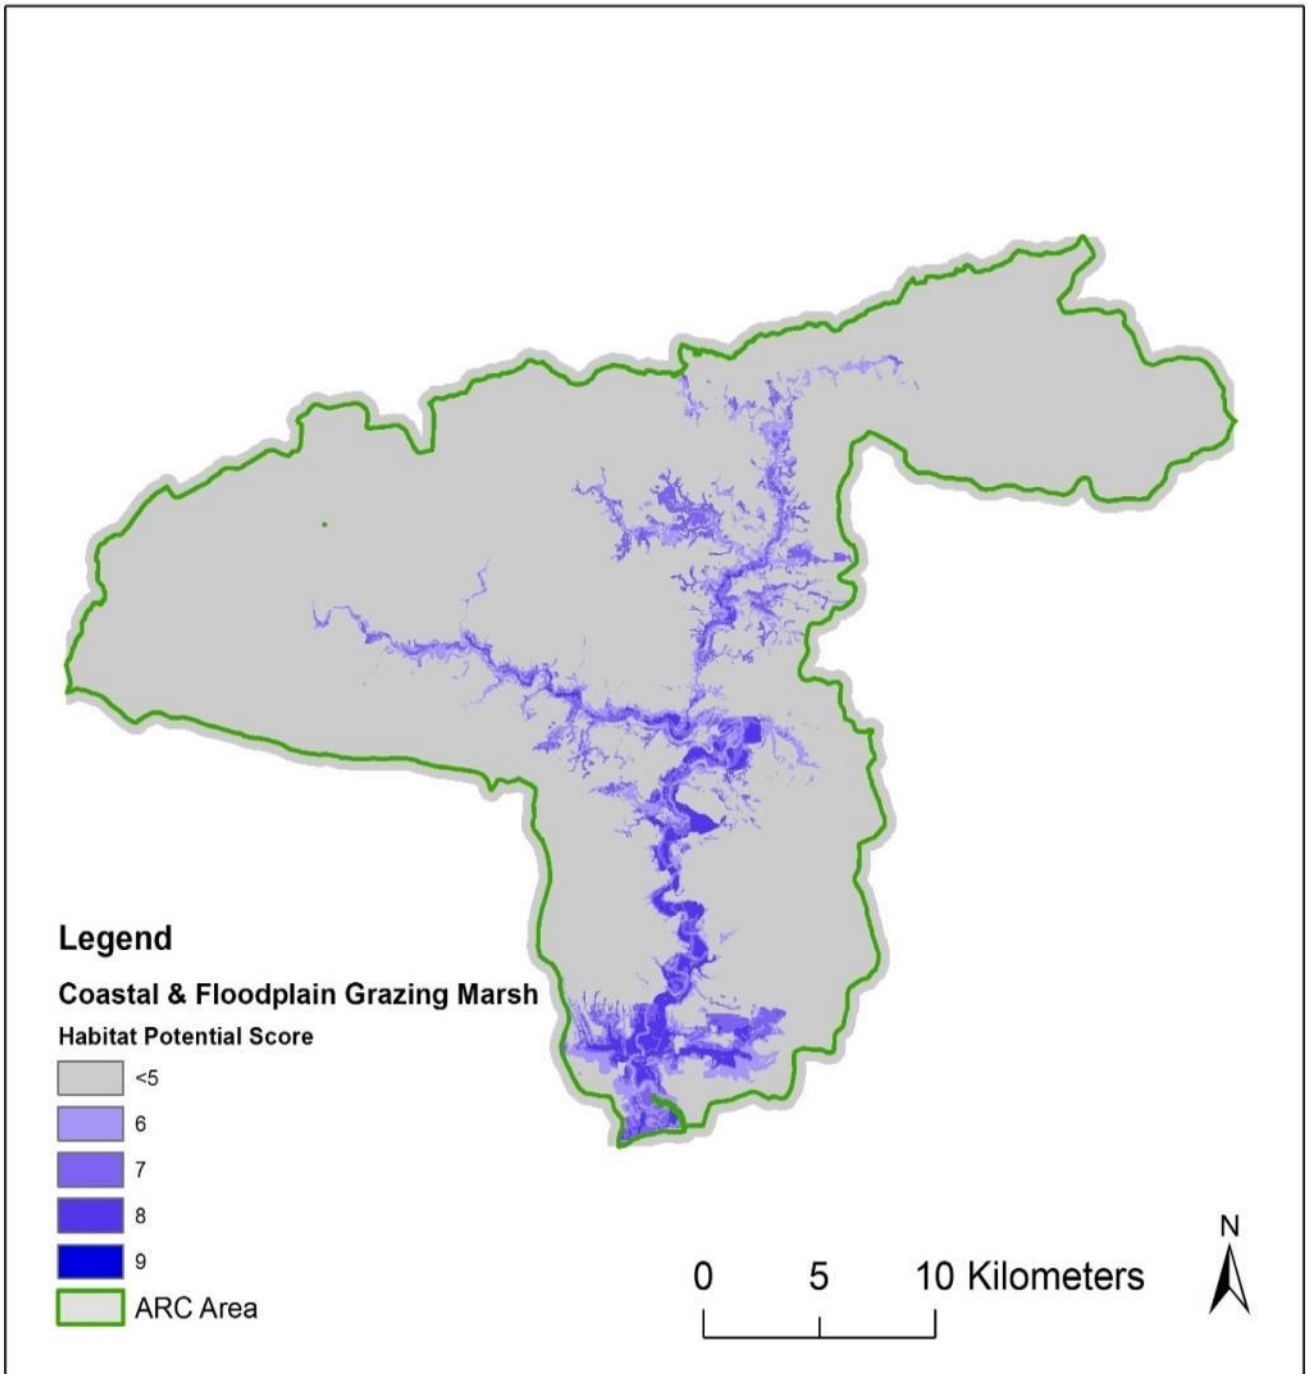 Legend
Coastal & Floodplain Grazing Marsh
Habitat Potential Score
<5
6
7
8
9
ARC Area
0 5 10 Kilometers
N